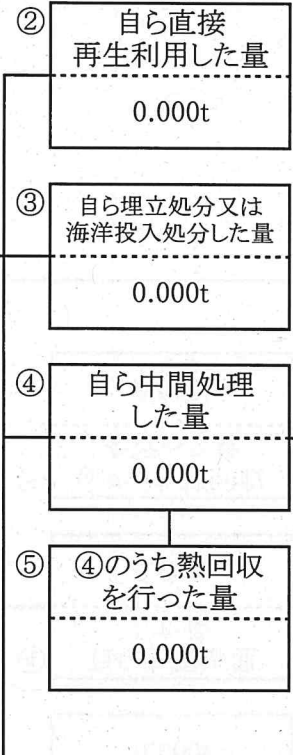 ②
自ら直接
再生利用した量
0.000t
③
自ら埋立処分又は
海洋投入処分した量
0.000t
④
自ら中間処理
した量
0.000t
⑤
④のうち熱回収
を行った量
0.000t